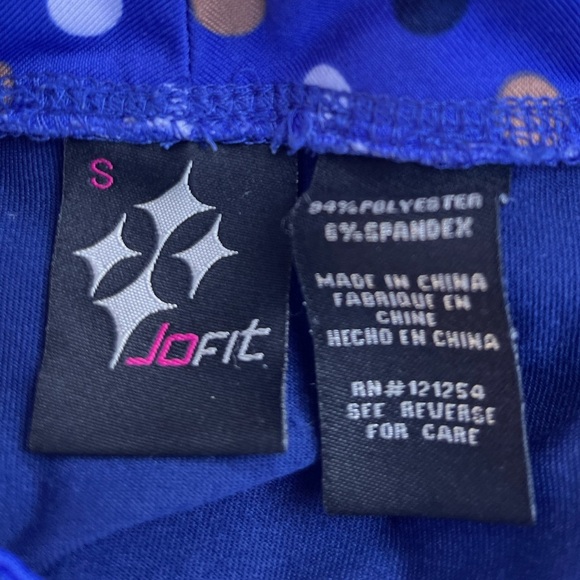 S
JOFIT
94% POLYESTER
6% SPANDEX
MADE IN CHINA
FABRIQUE EN
CHINE
HECHO EN CHINA
RN#121254
SEE REVERSE
FOR CARE